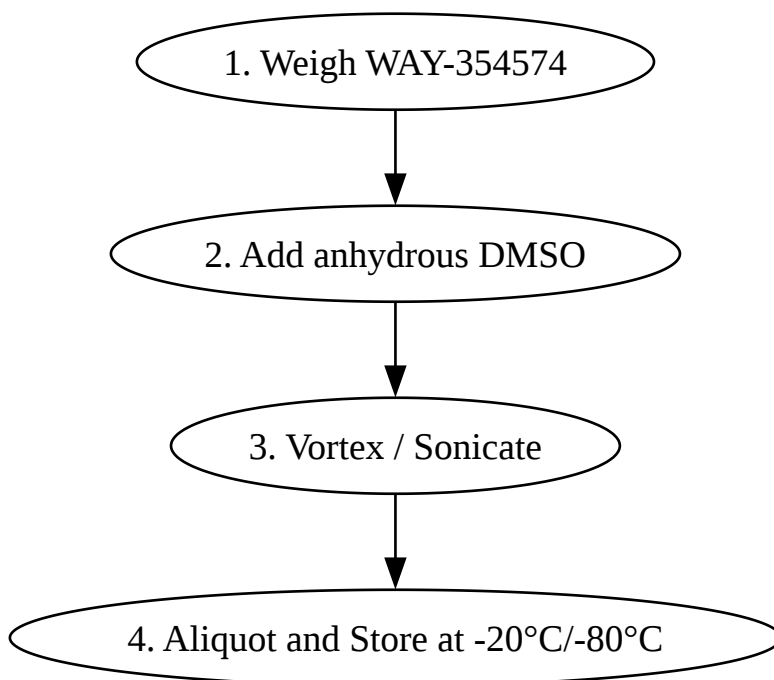 1. Weigh WAY-354574
2. Add anhydrous DMSO
3. Vortex / Sonicate
4. Aliquot and Store at -20°C/-80°C